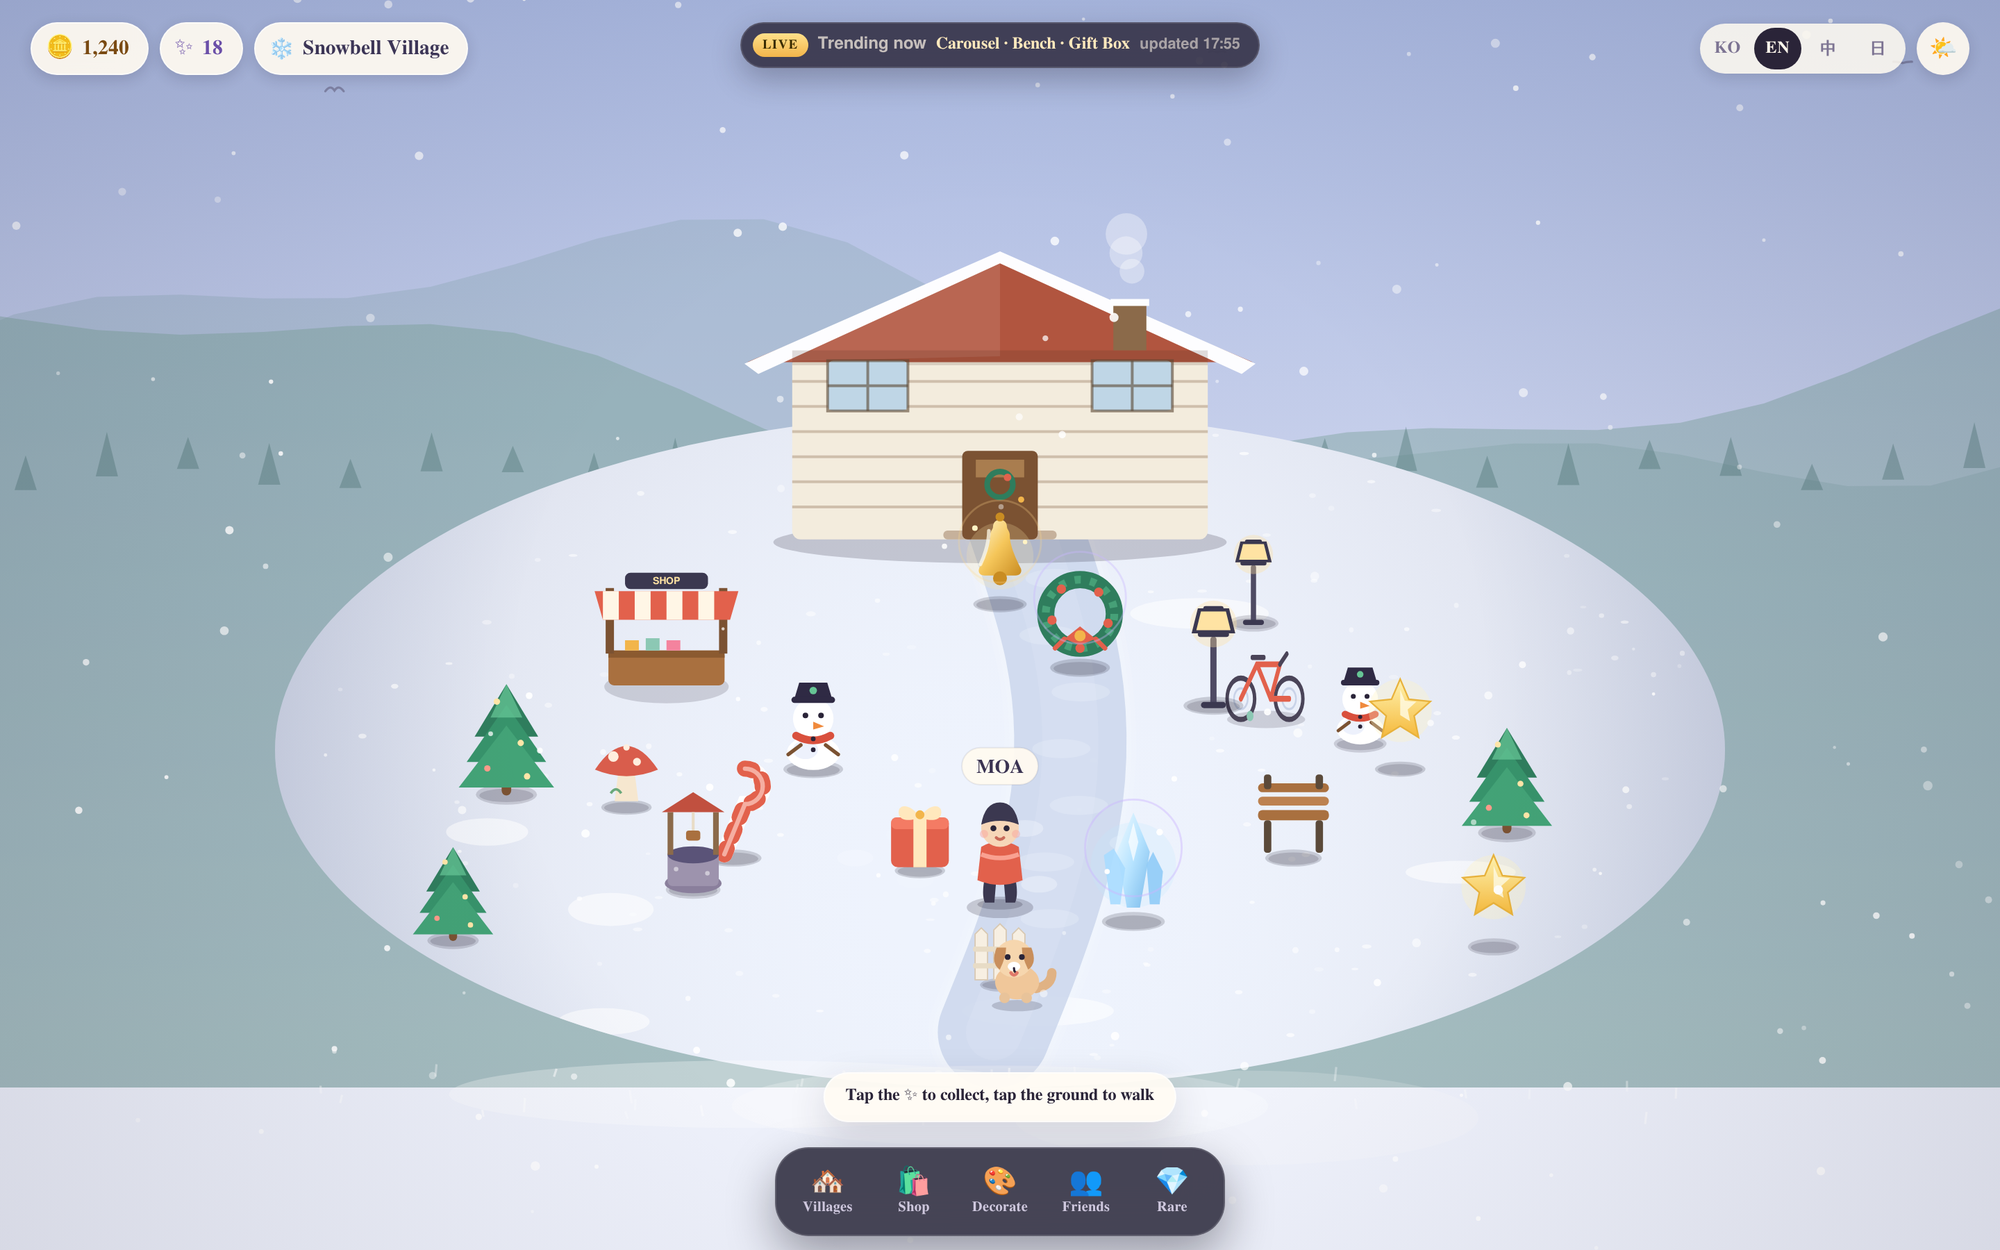 1,240
18
Snowbell Village
LIVE Trending now Carousel · Bench · Gift Box updated 17:55
KO EN 中 日
SHOP
MOA
Tap the ✨ to collect, tap the ground to walk
Villages
Shop
Decorate
Friends
Rare